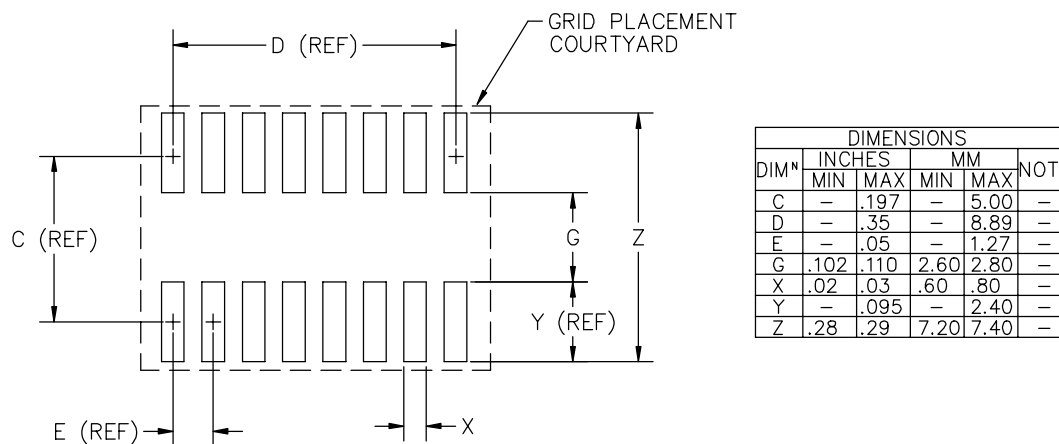 D (REF)
GRID PLACEMENT
COURTYARD
C (REF)
G
Z
Y (REF)
E (REF)
X
DIMENSIONS
DIMᴺ INCHES MM NOT
MIN MAX MIN MAX
C – .197 – 5.00 –
D – .35 – 8.89 –
E – .05 – 1.27 –
G .102 .110 2.60 2.80 –
X .02 .03 .60 .80 –
Y – .095 – 2.40 –
Z .28 .29 7.20 7.40 –